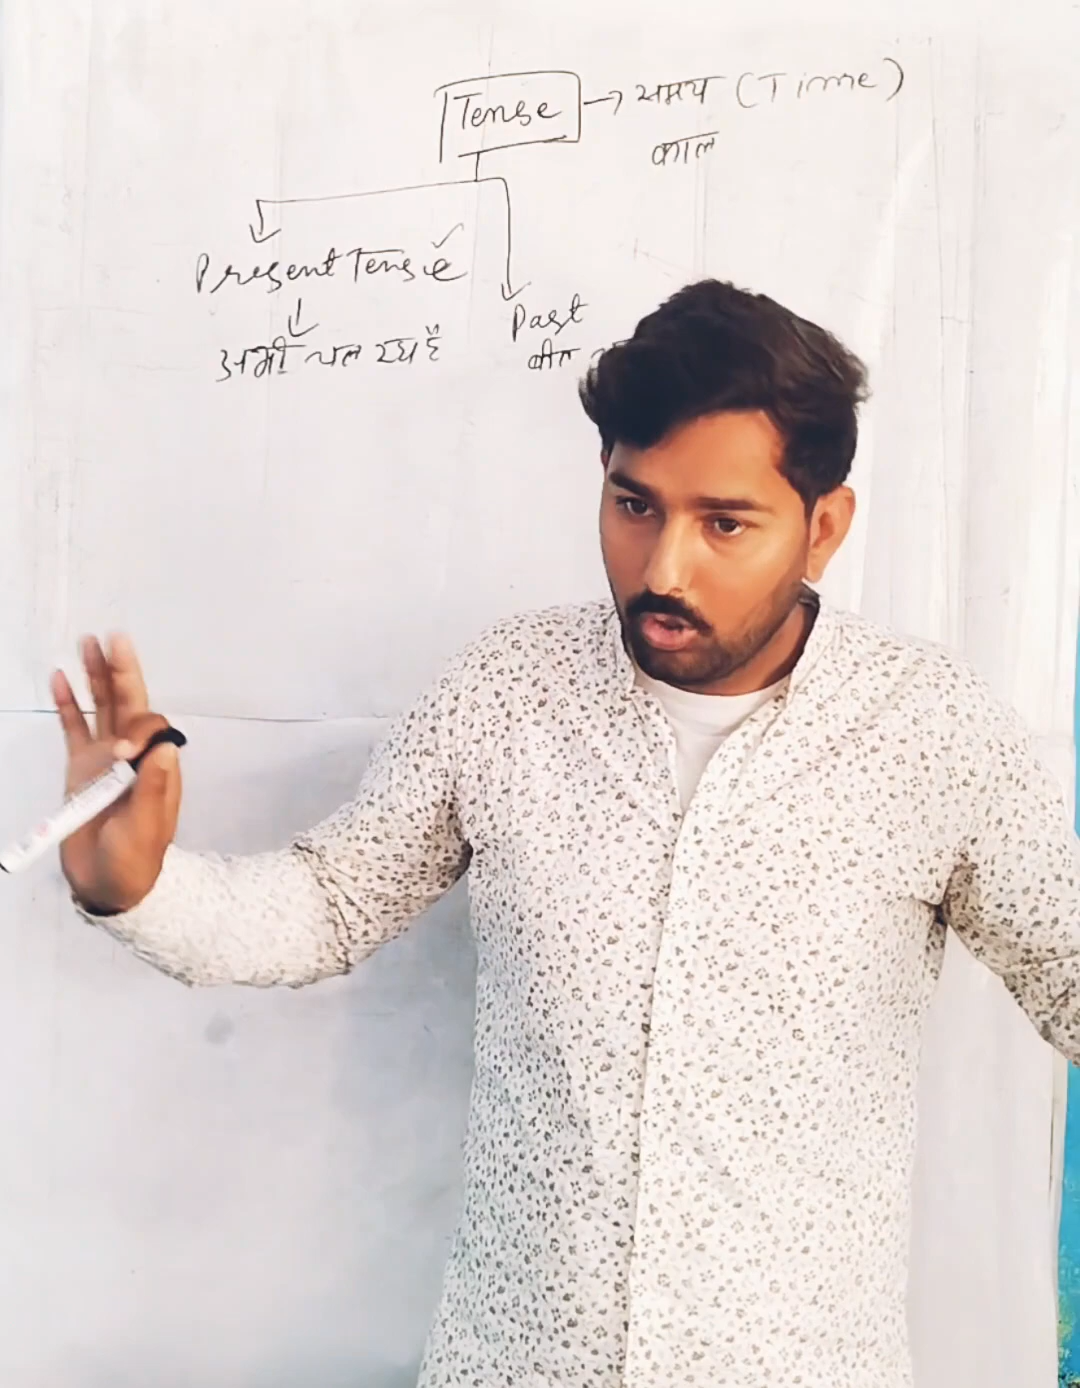 Tense → समय (Time)
काल
Present Tense ✓
Past
अभी चल रहा है
बीत